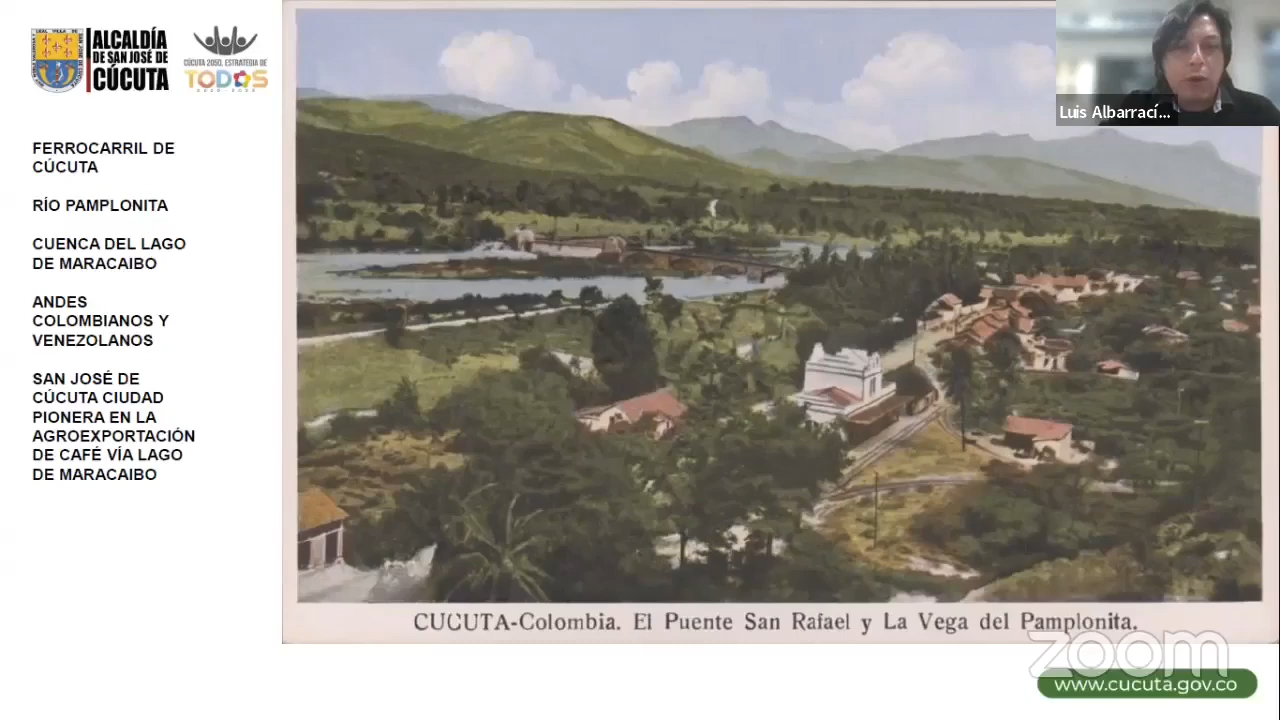 ALCALDÍA
DE SAN JOSÉ DE
CÚCUTA
CÚCUTA 2050, ESTRATEGIA DE
TODOS
FERROCARRIL DE
CÚCUTA
RÍO PAMPLONITA
CUENCA DEL LAGO
DE MARACAIBO
ANDES
COLOMBIANOS Y
VENEZOLANOS
SAN JOSÉ DE
CÚCUTA CIUDAD
PIONERA EN LA
AGROEXPORTACIÓN
DE CAFÉ VÍA LAGO
DE MARACAIBO
Luis Albarrací...
CUCUTA-Colombia. El Puente San Rafael y La Vega del Pamplonita.
zoom
www.cucuta.gov.co